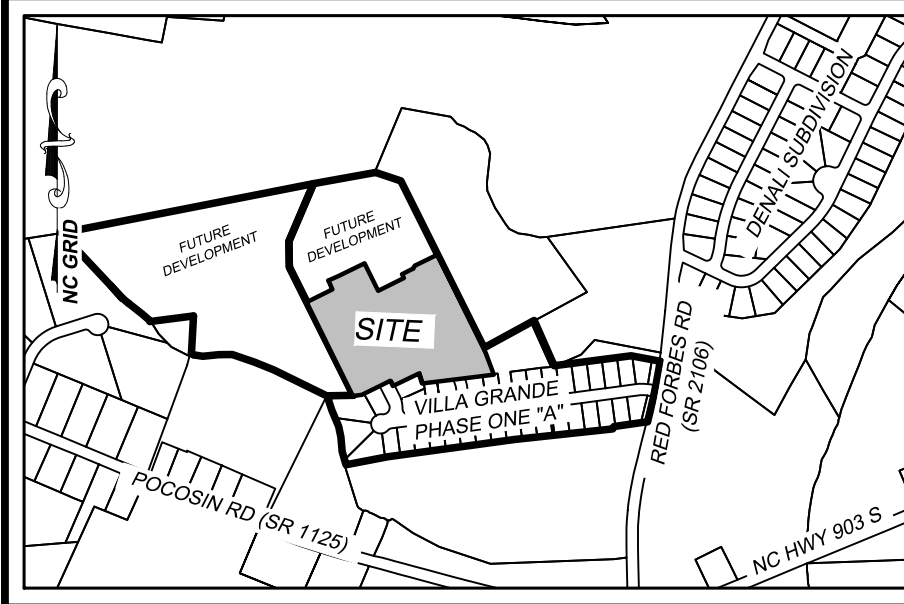 DENALI SUBDIVISION
NC GRID
FUTURE
DEVELOPMENT
FUTURE
DEVELOPMENT
SITE
VILLA GRANDE
PHASE ONE "A"
RED FORBES RD
(SR 2106)
POCOSIN RD (SR 1125)
NC HWY 903 S